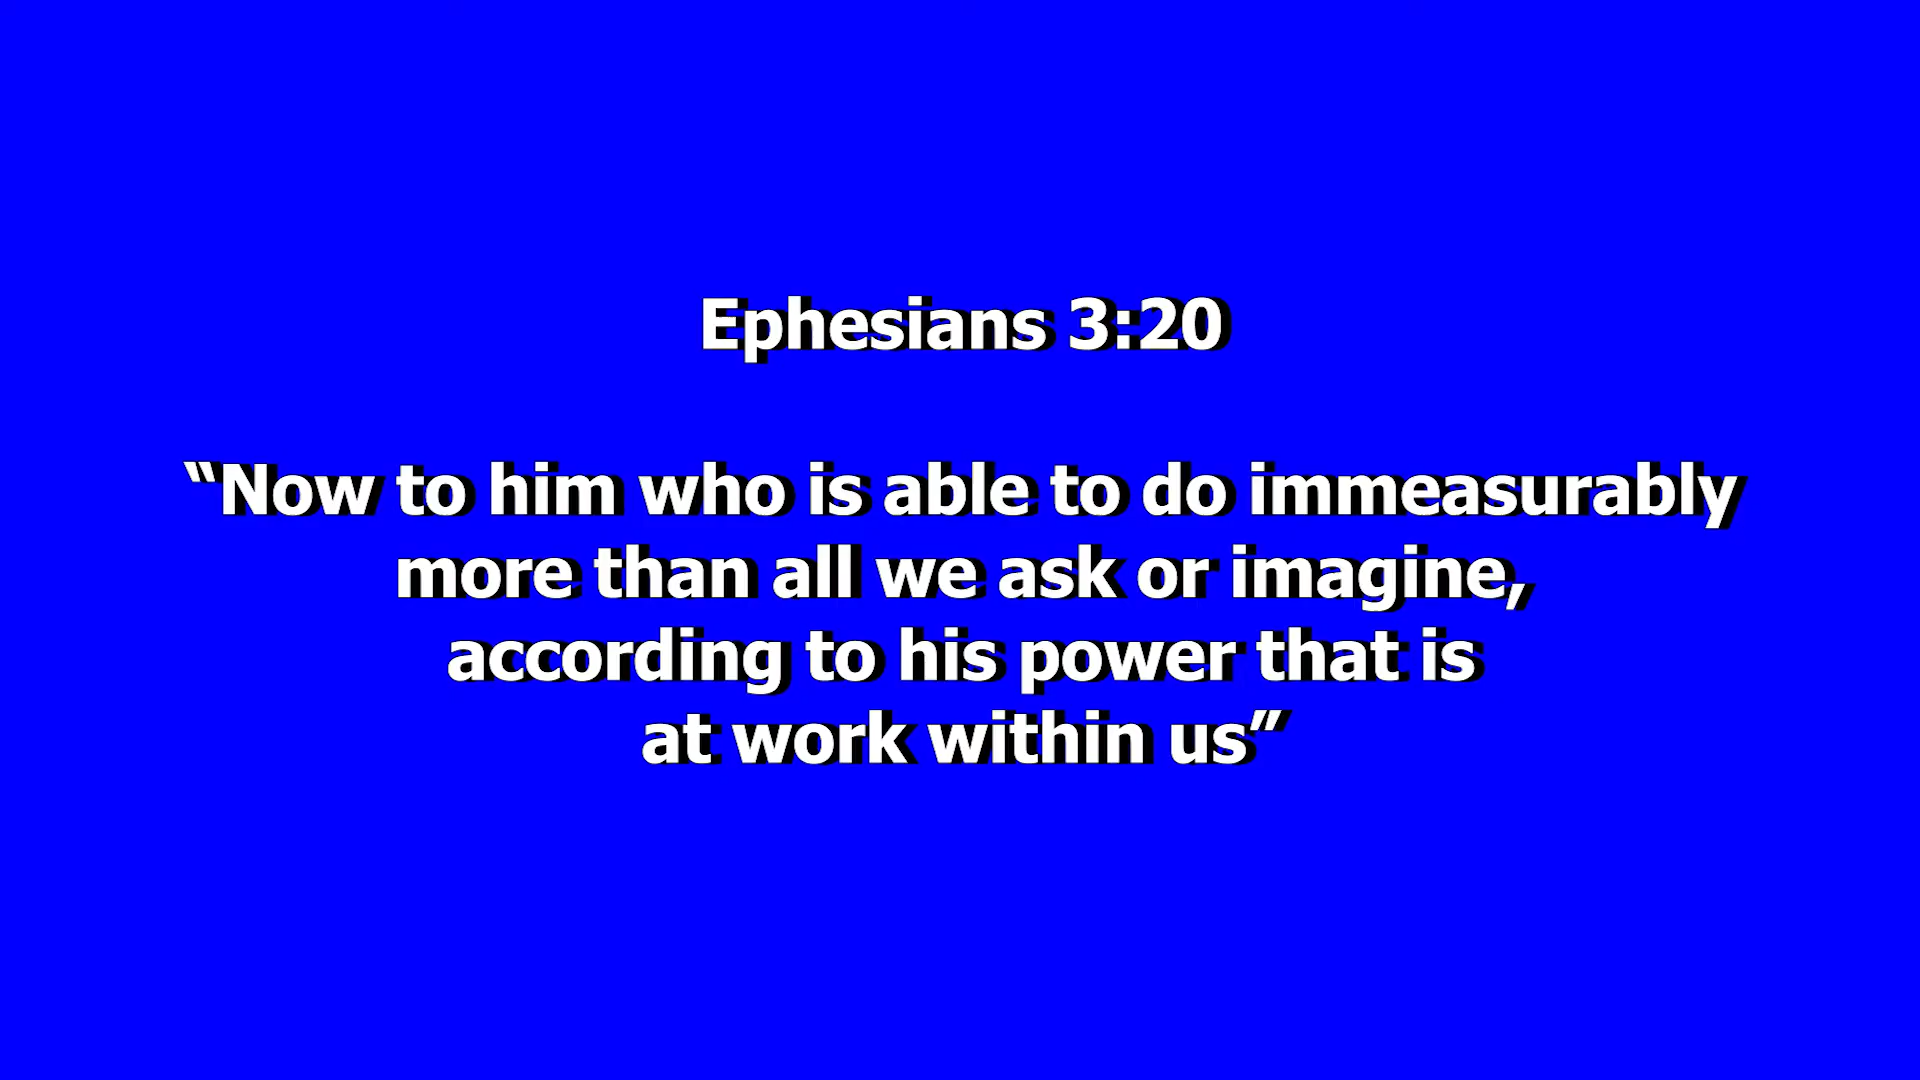 Ephesians 3:20
“Now to him who is able to do immeasurably
more than all we ask or imagine,
according to his power that is
at work within us”